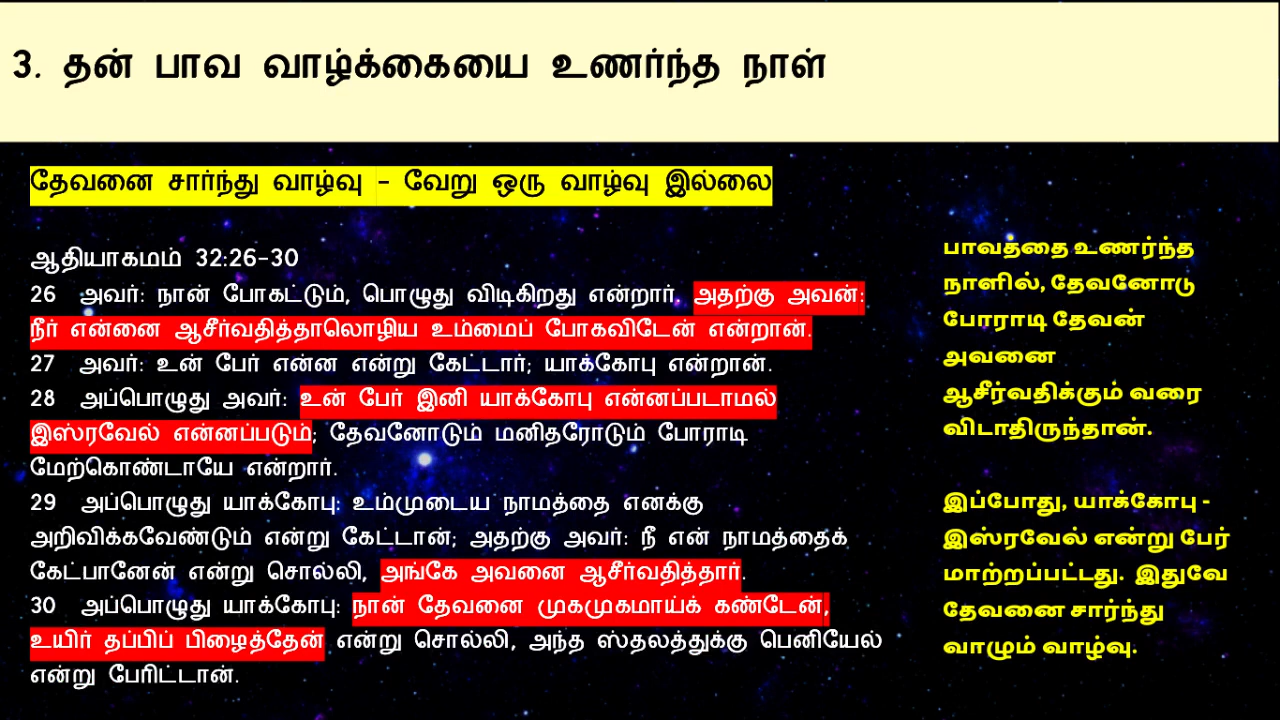 3. தன் பாவ வாழ்க்கையை உணர்ந்த நாள்
தேவனை சார்ந்து வாழ்வு - வேறு ஒரு வாழ்வு இல்லை
ஆதியாகமம் 32:26-30
26 அவர்: நான் போகட்டும், பொழுது விடிகிறது என்றார். அதற்கு அவன்:
நீர் என்னை ஆசீர்வதித்தாலொழிய உம்மைப் போகவிடேன் என்றான்.
27 அவர்: உன் பேர் என்ன என்று கேட்டார்; யாக்கோபு என்றான்.
28 அப்பொழுது அவர்: உன் பேர் இனி யாக்கோபு என்னப்படாமல்
இஸ்ரவேல் என்னப்படும்; தேவனோடும் மனிதரோடும் போராடி
மேற்கொண்டாயே என்றார்.
29 அப்பொழுது யாக்கோபு: உம்முடைய நாமத்தை எனக்கு
அறிவிக்கவேண்டும் என்று கேட்டான்; அதற்கு அவர்: நீ என் நாமத்தைக்
கேட்பானேன் என்று சொல்லி, அங்கே அவனை ஆசீர்வதித்தார்.
30 அப்பொழுது யாக்கோபு: நான் தேவனை முகமுகமாய்க் கண்டேன்,
உயிர் தப்பிப் பிழைத்தேன் என்று சொல்லி, அந்த ஸ்தலத்துக்கு பெனியேல்
என்று பேரிட்டான்.
பாவத்தை உணர்ந்த
நாளில், தேவனோடு
போராடி தேவன்
அவனை
ஆசீர்வதிக்கும் வரை
விடாதிருந்தான்.
இப்போது, யாக்கோபு -
இஸ்ரவேல் என்று பேர்
மாற்றப்பட்டது. இதுவே
தேவனை சார்ந்து
வாழும் வாழ்வு.